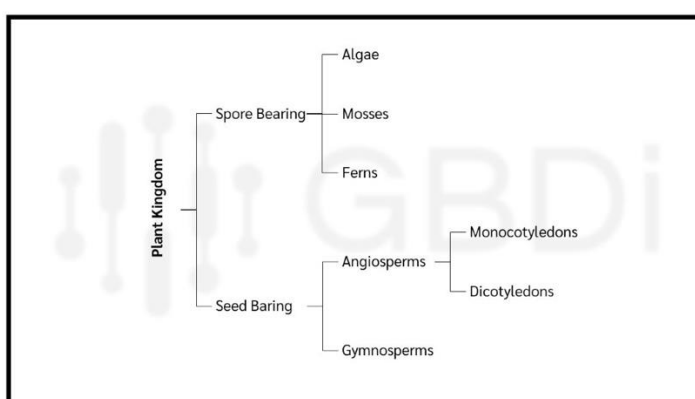 Plant Kingdom
Spore Bearing
Algae
Mosses
Ferns
Seed Baring
Angiosperms
Monocotyledons
Dicotyledons
Gymnosperms
GBDi